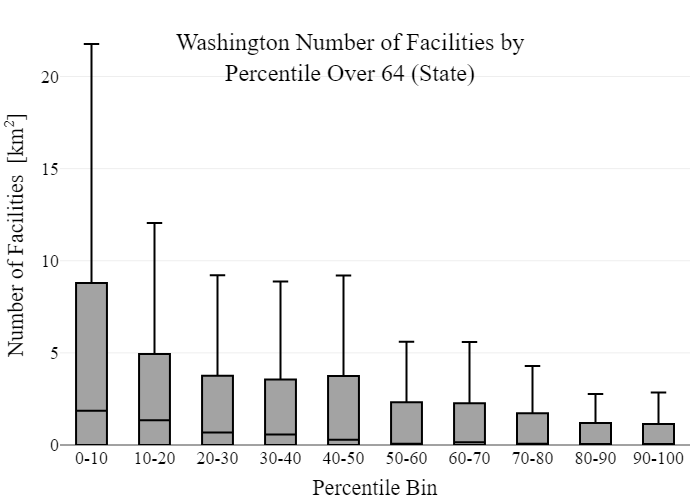 Washington Number of Facilities by
Percentile Over 64 (State)
Number of Facilities [km²]
20
15
10
5
0
0-10 10-20 20-30 30-40 40-50 50-60 60-70 70-80 80-90 90-100
Percentile Bin